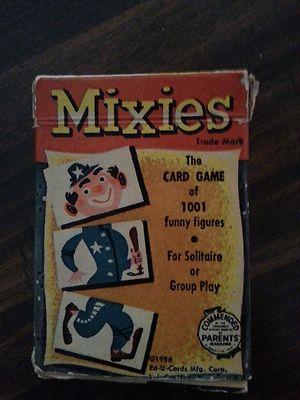 Mixies
Trade Mark
The
CARD GAME
of
1001
funny figures
•
For Solitaire
or
Group Play
COMMENDED
PARENTS
MAGAZINE
©1956
Ed-U-Cards Mfg. Corp.